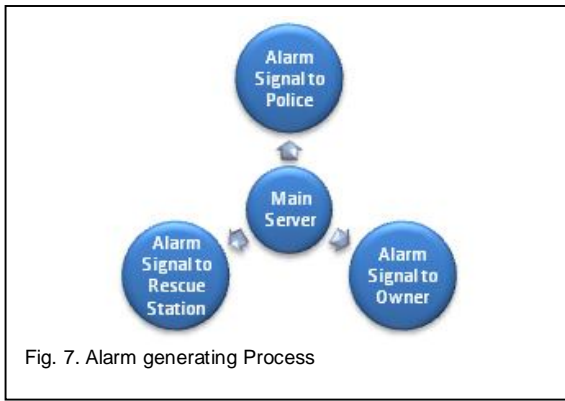 Alarm
Signal to
Police
Main
Server
Alarm
Signal to
Rescue
Station
Alarm
Signal to
Owner
Fig. 7. Alarm generating Process